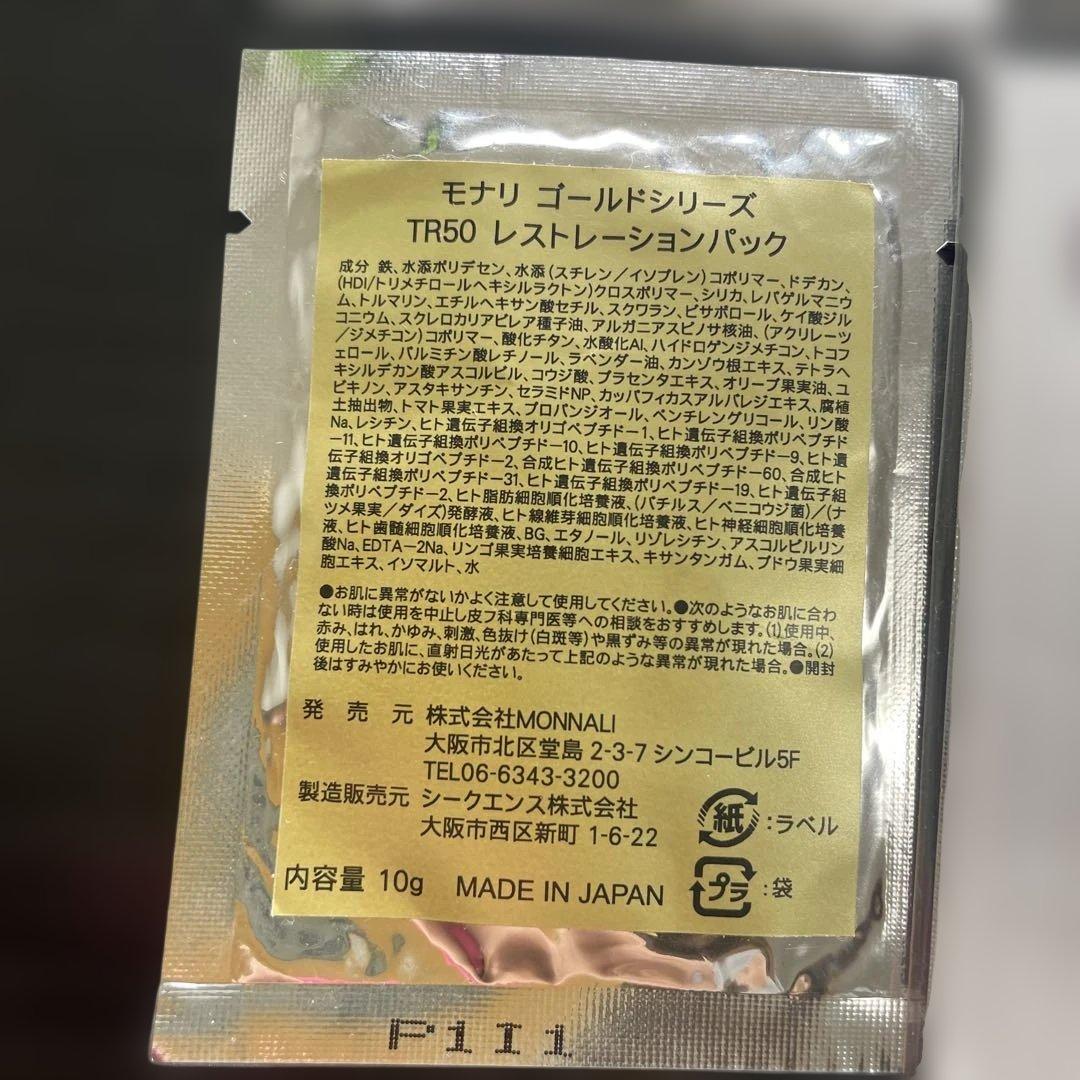 モナリ ゴールドシリーズ
TR50 レストレーションパック
成分 鉄、水添ポリデセン、水添（スチレン／イソプレン）コポリマー、ドデカン、
(HDI/トリメチロールヘキシルラクトン)クロスポリマー、シリカ、レパゲルマニウ
ム、トルマリン、エチルヘキサン酸セチル、スクワラン、ビサボロール、ケイ酸ジル
コニウム、スクレロカリアビレア種子油、アルガニアスピノサ核油、（アクリレーツ
／ジメチコン）コポリマー、酸化チタン、水酸化Al、ハイドロゲンジメチコン、トコフ
ェロール、パルミチン酸レチノール、ラベンダー油、カンゾウ根エキス、テトラヘ
キシルデカン酸アスコルビル、コウジ酸、プラセンタエキス、オリーブ果実油、ユ
ビキノン、アスタキサンチン、セラミドNP、カッパフィカスアルバレジエキス、腐植
土抽出物、トマト果実エキス、プロパンジオール、ペンチレングリコール、リン酸
Na、レシチン、ヒト遺伝子組換オリゴペプチドー1、ヒト遺伝子組換ポリペプチド
ー11、ヒト遺伝子組換ポリペプチドー10、ヒト遺伝子組換ポリペプチドー9、ヒト遺
伝子組換オリゴペプチドー2、合成ヒト遺伝子組換ポリペプチドー60、合成ヒト
遺伝子組換ポリペプチドー31、ヒト遺伝子組換ポリペプチドー19、ヒト遺伝子組
換ポリペプチドー2、ヒト脂肪細胞順化培養液、（バチルス／ベニコウジ菌）／（ナ
ツメ果実／ダイズ）発酵液、ヒト線維芽細胞順化培養液、ヒト神経細胞順化培養
液、ヒト歯髄細胞順化培養液、BG、エタノール、リゾレシチン、アスコルビルリン
酸Na、EDTAー2Na、リンゴ果実培養細胞エキス、キサンタンガム、ブドウ果実細
胞エキス、イソマルト、水
●お肌に異常がないかよく注意して使用してください。●次のようなお肌に合わ
ない時は使用を中止し皮フ科専門医等への相談をおすすめします。(1)使用中、
赤み、はれ、かゆみ、刺激、色抜け（白斑等）や黒ずみ等の異常が現れた場合。(2)
使用したお肌に、直射日光があたって上記のような異常が現れた場合。●開封
後はすみやかにお使いください。
発 売 元 株式会社MONNALI
大阪市北区堂島 2-3-7 シンコービル5F
TEL06-6343-3200
製造販売元 シークエンス株式会社
大阪市西区新町 1-6-22
紙 :ラベル
プラ :袋
内容量 10g MADE IN JAPAN
P1I1